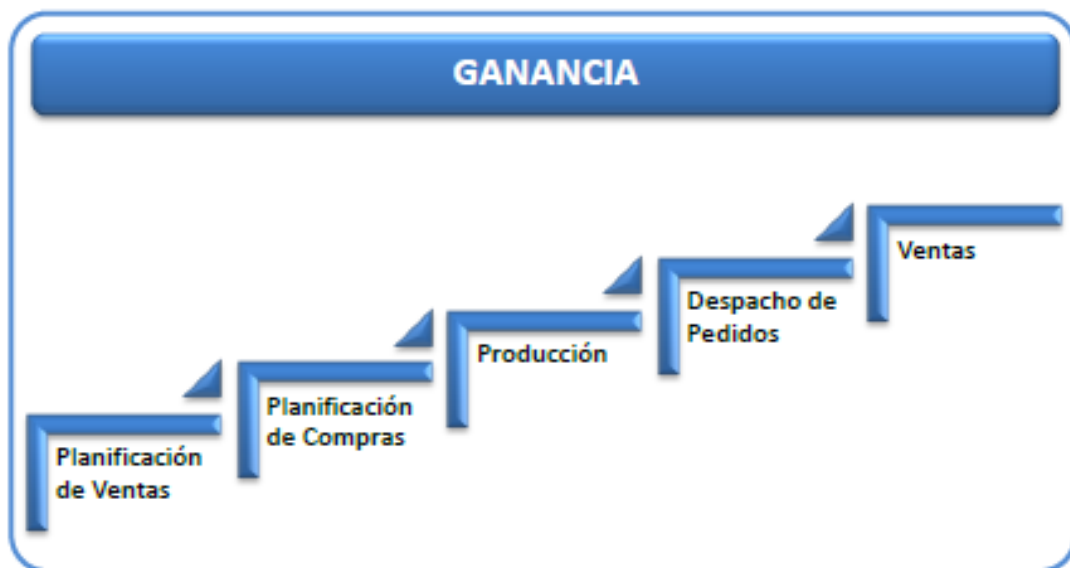 GANANCIA
Ventas
Despacho de
Pedidos
Producción
Planificación
de Compras
Planificación
de Ventas